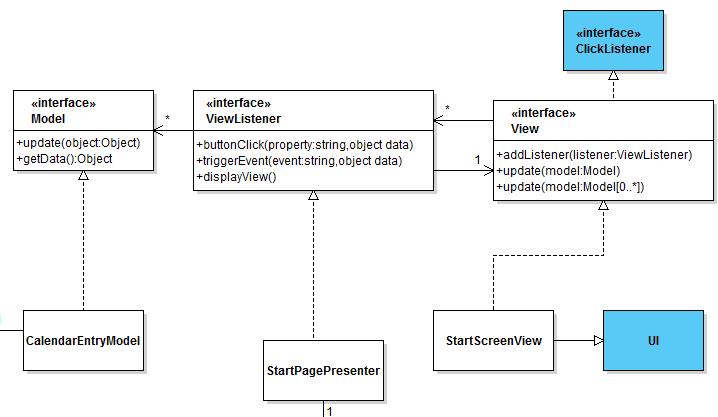 «interface»
ClickListener
«interface»
Model
+update(object:Object)
+getData():Object
*
«interface»
ViewListener
+buttonClick(property:string,object data)
+triggerEvent(event:string,object data)
+displayView()
*
1
«interface»
View
+addListener(listener:ViewListener)
+update(model:Model)
+update(model:Model[0..*])
CalendarEntryModel
StartPagePresenter
1
StartScreenView
UI